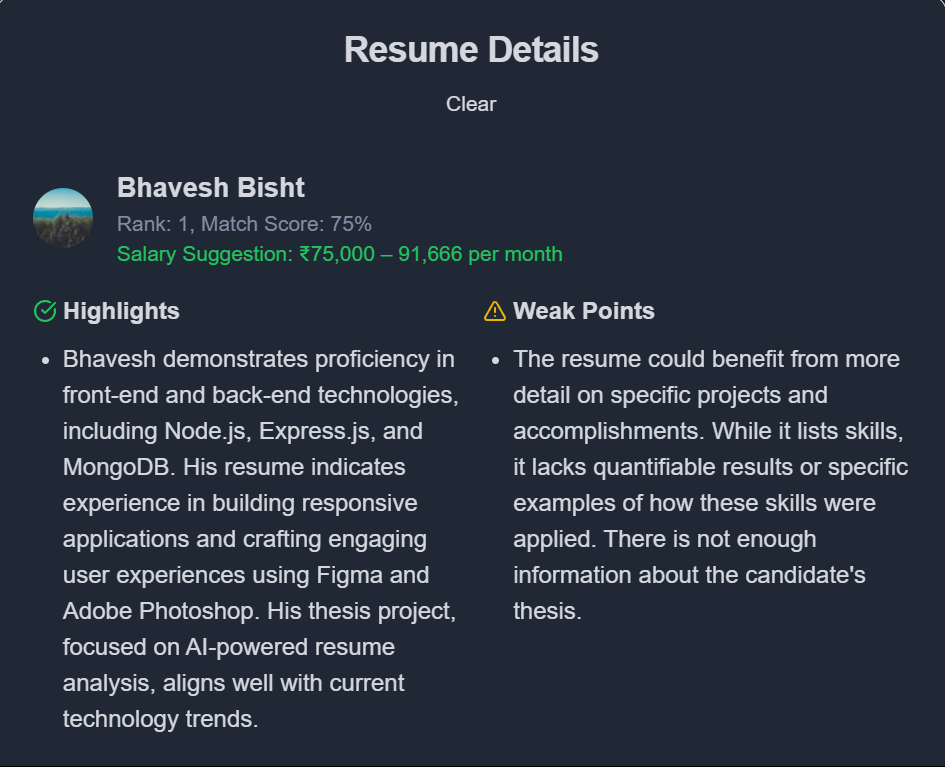 Resume Details
Clear
Bhavesh Bisht
Rank: 1, Match Score: 75%
Salary Suggestion: ₹75,000 – 91,666 per month
Highlights
• Bhavesh demonstrates proficiency in
front-end and back-end technologies,
including Node.js, Express.js, and
MongoDB. His resume indicates
experience in building responsive
applications and crafting engaging
user experiences using Figma and
Adobe Photoshop. His thesis project,
focused on AI-powered resume
analysis, aligns well with current
technology trends.
Weak Points
• The resume could benefit from more
detail on specific projects and
accomplishments. While it lists skills,
it lacks quantifiable results or specific
examples of how these skills were
applied. There is not enough
information about the candidate's
thesis.